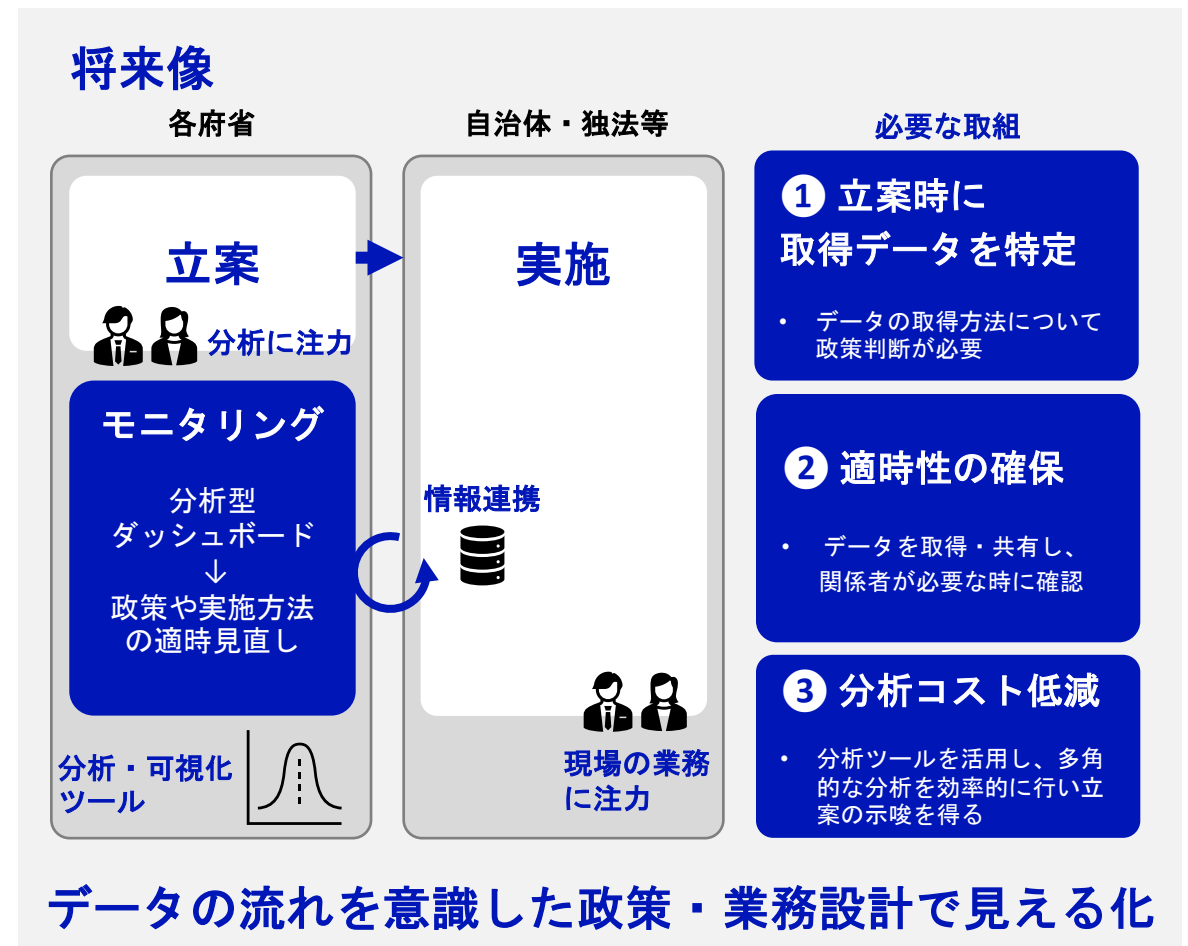 将来像
各府省
立案
分析に注力
モニタリング
分析型
ダッシュボード
↓
政策や実施方法
の適時見直し
分析・可視化
ツール
自治体・独法等
実施
情報連携
現場の業務
に注力
必要な取組
❶ 立案時に
取得データを特定
• データの取得方法について
政策判断が必要
❷ 適時性の確保
• データを取得・共有し、
関係者が必要な時に確認
❸ 分析コスト低減
• 分析ツールを活用し、多角
的な分析を効率的に行い立
案の示唆を得る
データの流れを意識した政策・業務設計で見える化